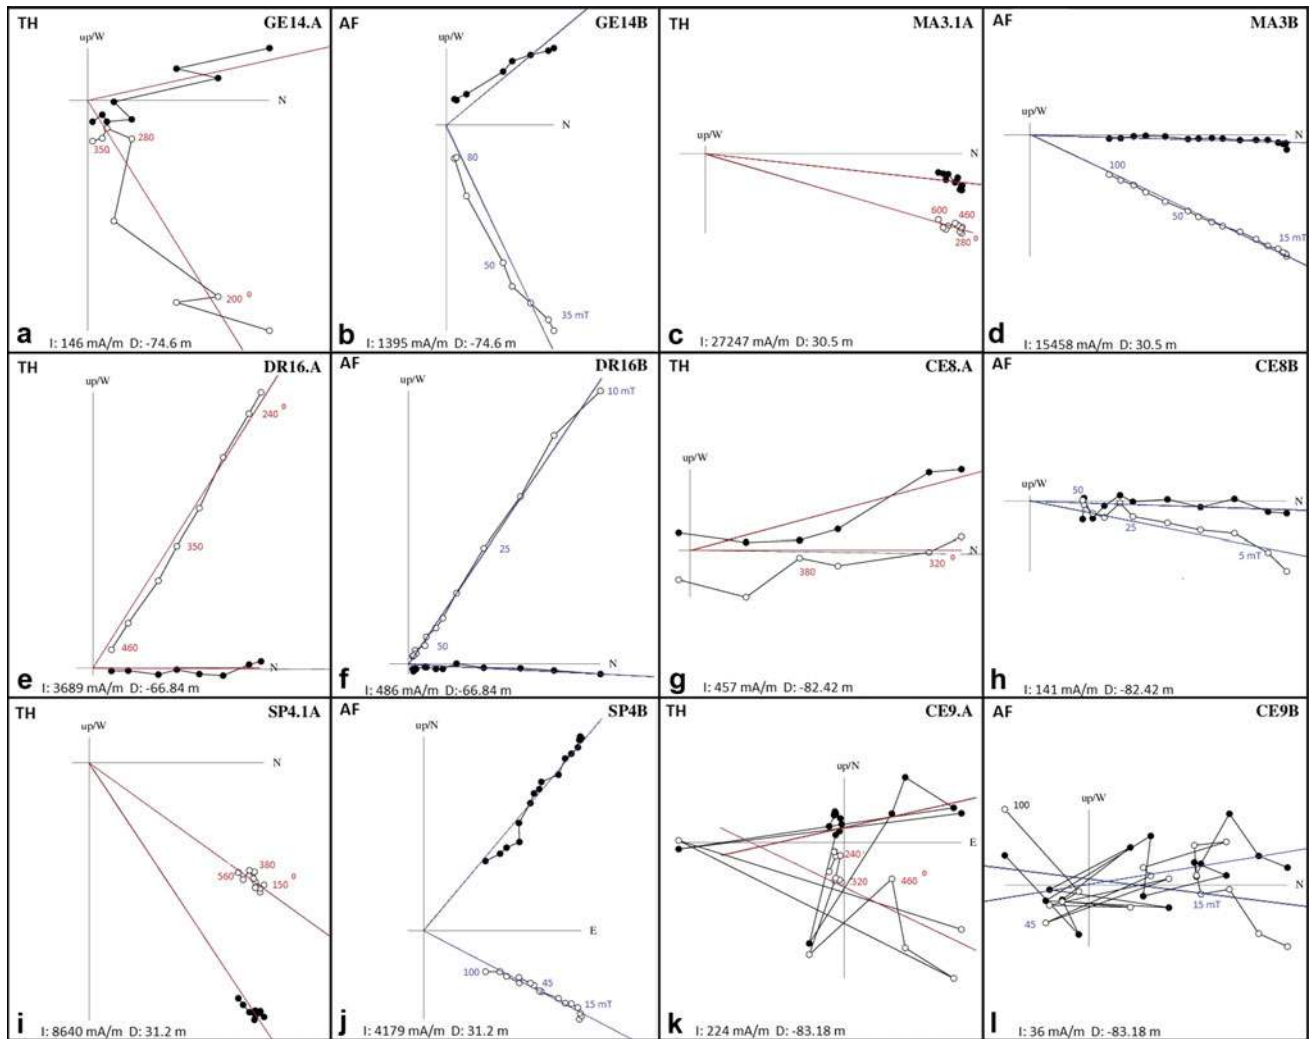 TH GE14.A
up/W
N
280
350
200 °
a I: 146 mA/m D: -74.6 m
AF GE14B
up/W
N
80
50
35 mT
b I: 1395 mA/m D: -74.6 m
TH MA3.1A
up/W
N
600 460
280 °
c I: 27247 mA/m D: 30.5 m
AF MA3B
up/W
N
100
50
15 mT
d I: 15458 mA/m D: 30.5 m
TH DR16.A
up/W
240 °
350
460
N
e I: 3689 mA/m D:-66.84 m
AF DR16B
up/W
10 mT
25
50
N
f I: 486 mA/m D:-66.84 m
TH CE8.A
up/W
N
380
320 °
g I: 457 mA/m D: -82.42 m
AF CE8B
up/W
50
N
25
5 mT
h I: 141 mA/m D: -82.42 m
TH SP4.1A
up/W
N
380
560
150 °
i I: 8640 mA/m D: 31.2 m
AF SP4B
up/N
E
100
45
15 mT
j I: 4179 mA/m D: 31.2 m
TH CE9.A
up/N
E
240
320
460 °
k I: 224 mA/m D: -83.18 m
AF CE9B
100
up/W
N
15 mT
45
l I: 36 mA/m D: -83.18 m